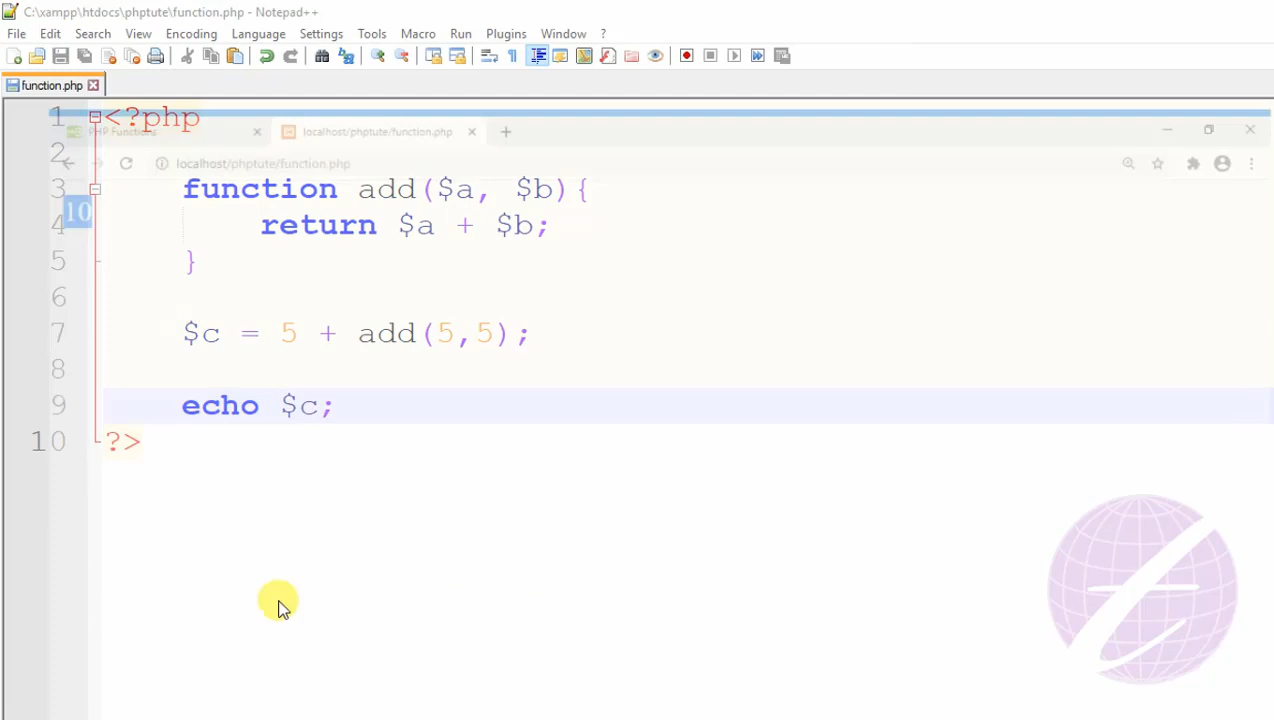 C:\xampp\htdocs\phptute\function.php - Notepad++
File Edit Search View Encoding Language Settings Tools Macro Run Plugins Window ?
function.php
1 <?php
PHP Functions localhost/phptute/function.php
2
localhost/phptute/function.php
3 function add($a, $b){
10
4 return $a + $b;
5 }
6
7 $c = 5 + add(5,5);
8
9 echo $c;
10 ?>
t